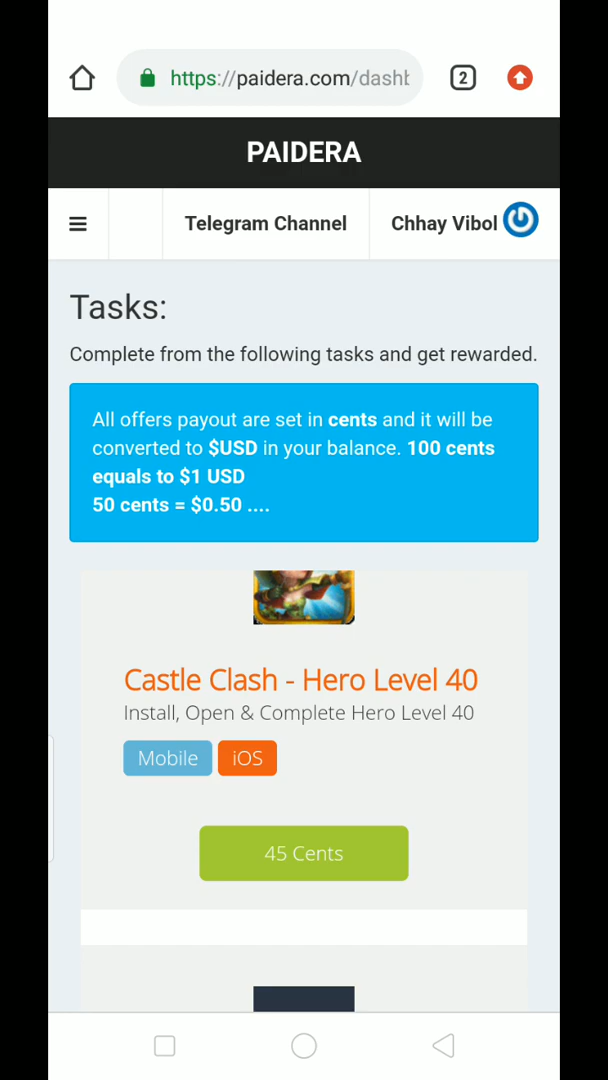 https://paidera.com/dashb
2
PAIDERA
Telegram Channel
Chhay Vibol
Tasks:
Complete from the following tasks and get rewarded.
All offers payout are set in cents and it will be
converted to $USD in your balance. 100 cents
equals to $1 USD
50 cents = $0.50 ....
Castle Clash - Hero Level 40
Install, Open & Complete Hero Level 40
Mobile
iOS
45 Cents